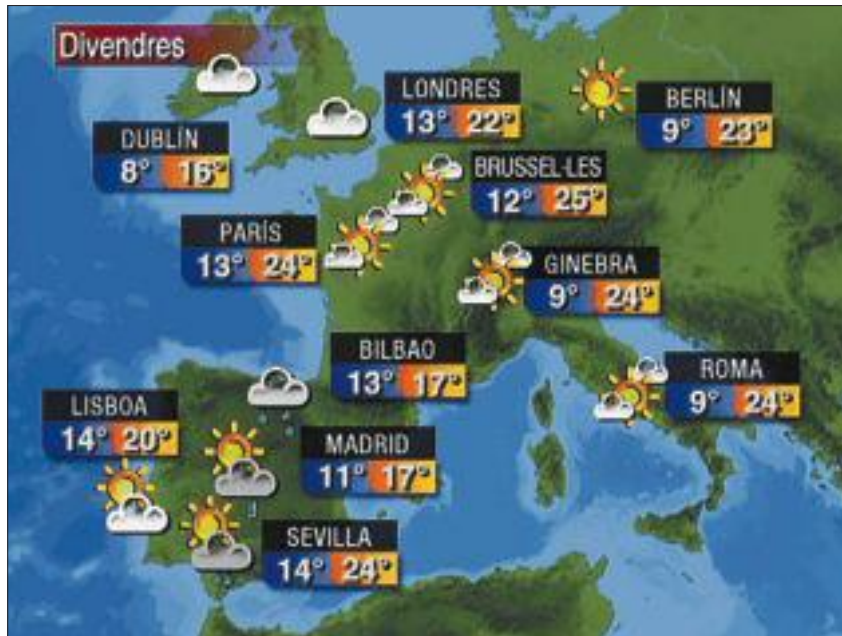 Divendres
DUBLÍN
8° 16°
LONDRES
13° 22°
BERLÍN
9° 23°
BRUSSEL·LES
12° 25°
PARÍS
13° 24°
GINEBRA
9° 24°
BILBAO
13° 17°
ROMA
9° 24°
LISBOA
14° 20°
MADRID
11° 17°
SEVILLA
14° 24°